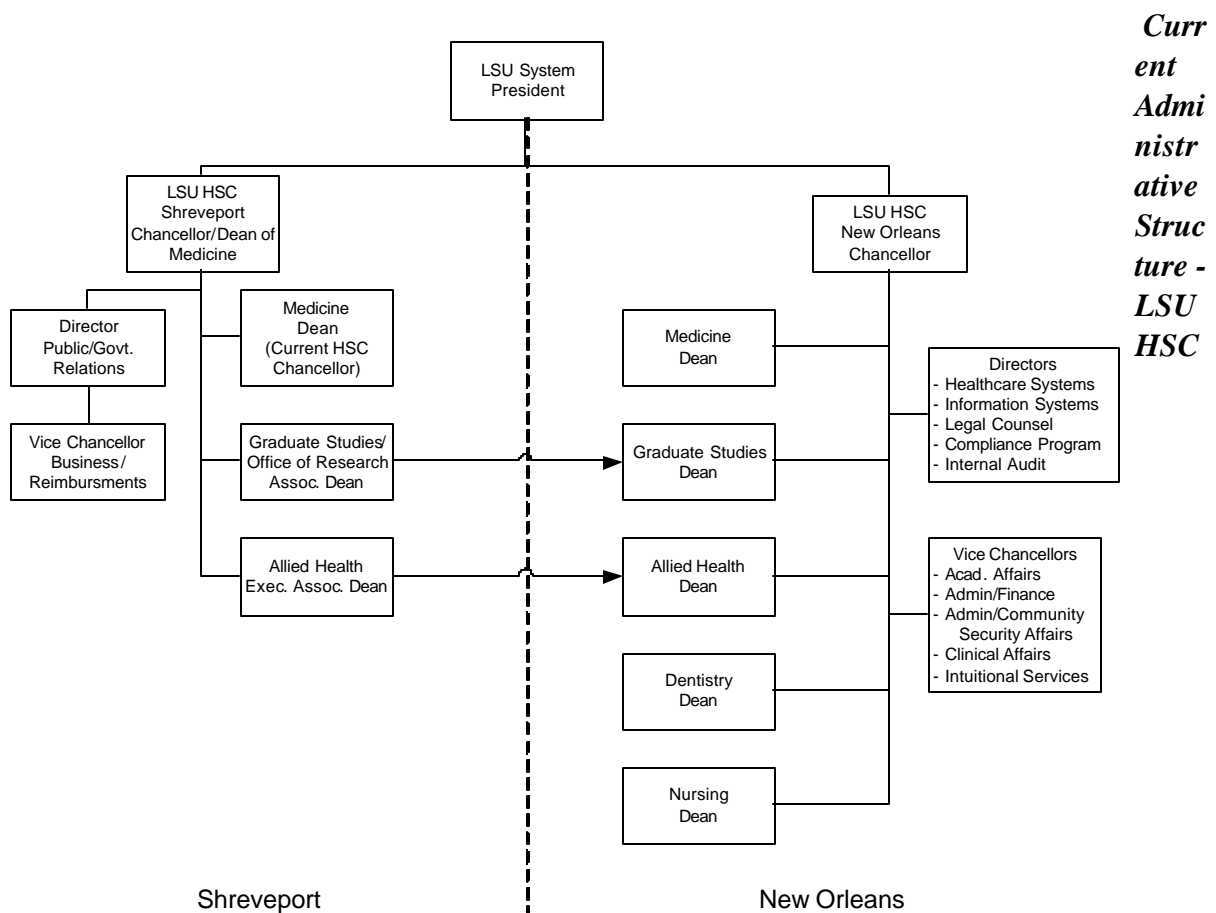 Curr
ent
Admi
nistr
ative
Struc
ture -
LSU
HSC
LSU System
President
LSU HSC
Shreveport
Chancellor/Dean of
Medicine
Director
Public/Govt.
Relations
Vice Chancellor
Business/
Reimbursments
Medicine
Dean
(Current HSC
Chancellor)
Graduate Studies/
Office of Research
Assoc. Dean
Allied Health
Exec. Assoc. Dean
LSU HSC
New Orleans
Chancellor
Medicine
Dean
Graduate Studies
Dean
Allied Health
Dean
Dentistry
Dean
Nursing
Dean
Directors
- Healthcare Systems
- Information Systems
- Legal Counsel
- Compliance Program
- Internal Audit
Vice Chancellors
- Acad. Affairs
- Admin/Finance
- Admin/Community
Security Affairs
- Clinical Affairs
- Intuitional Services
Shreveport
New Orleans